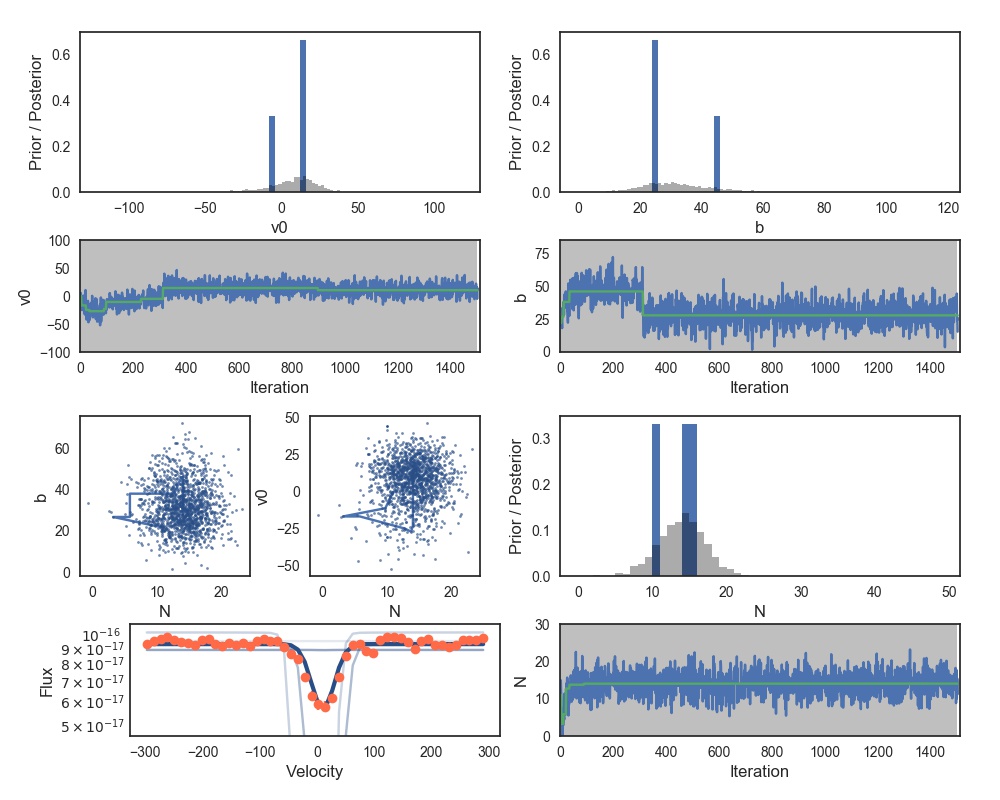 Prior / Posterior
0.6
0.4
0.2
0.0
−100 −50 0 50 100
v0
Prior / Posterior
0.6
0.4
0.2
0.0
0 20 40 60 80 100 120
b
v0
100
50
0
−50
−100
0 200 400 600 800 1000 1200 1400
Iteration
b
75
50
25
0
0 200 400 600 800 1000 1200 1400
Iteration
b
60
40
20
0
0 10 20
N
v0
50
25
0
−25
−50
0 10 20
N
Prior / Posterior
0.3
0.2
0.1
0.0
0 10 20 30 40 50
N
Flux
10⁻¹⁶
9 × 10⁻¹⁷
8 × 10⁻¹⁷
7 × 10⁻¹⁷
6 × 10⁻¹⁷
5 × 10⁻¹⁷
−300 −200 −100 0 100 200 300
Velocity
N
30
20
10
0
0 200 400 600 800 1000 1200 1400
Iteration